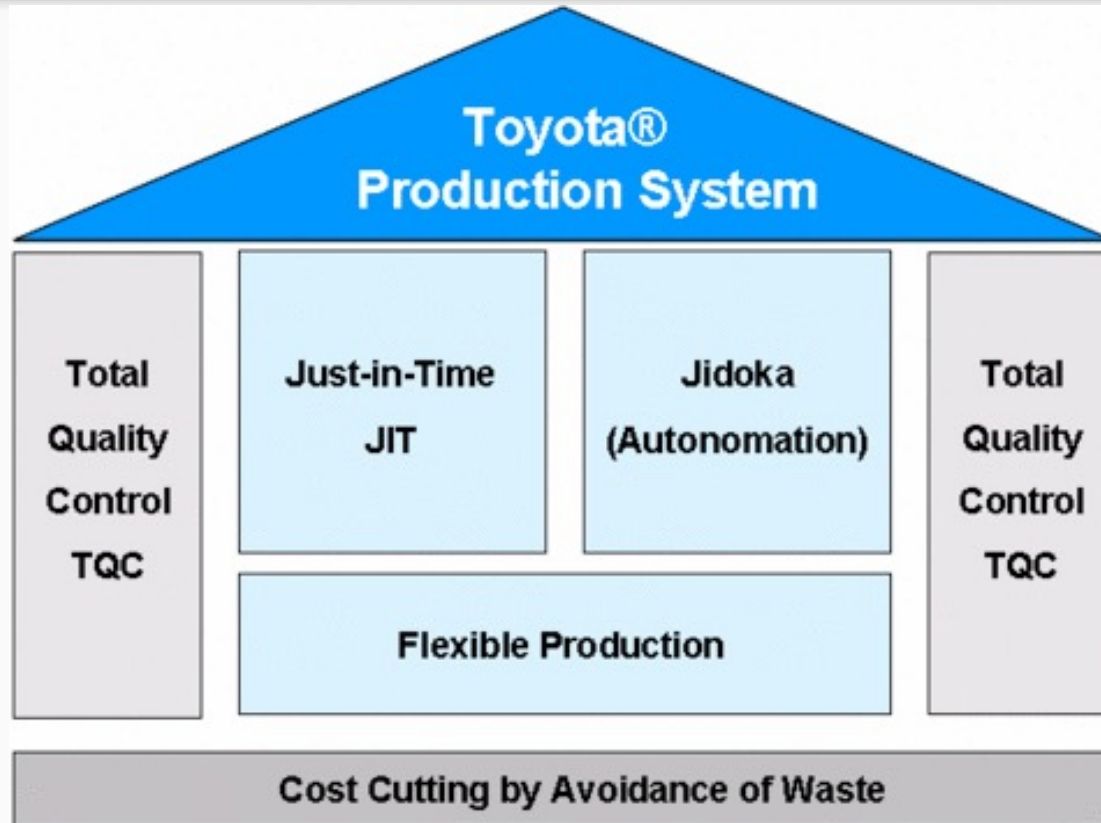 Toyota®
Production System
Total
Quality
Control
TQC
Just-in-Time
JIT
Jidoka
(Autonomation)
Total
Quality
Control
TQC
Flexible Production
Cost Cutting by Avoidance of Waste